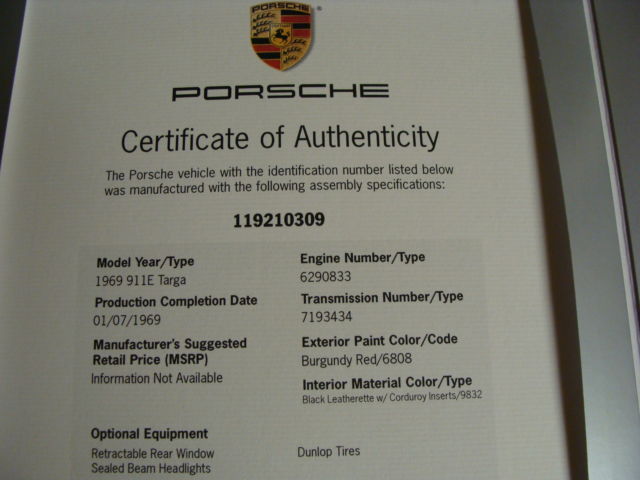 PORSCHE
PORSCHE
Certificate of Authenticity
The Porsche vehicle with the identification number listed below
was manufactured with the following assembly specifications:
119210309
Model Year/Type
1969 911E Targa
Production Completion Date
01/07/1969
Manufacturer's Suggested
Retail Price (MSRP)
Information Not Available
Engine Number/Type
6290833
Transmission Number/Type
7193434
Exterior Paint Color/Code
Burgundy Red/6808
Interior Material Color/Type
Black Leatherette w/ Corduroy Inserts/9832
Optional Equipment
Retractable Rear Window
Sealed Beam Headlights
Dunlop Tires